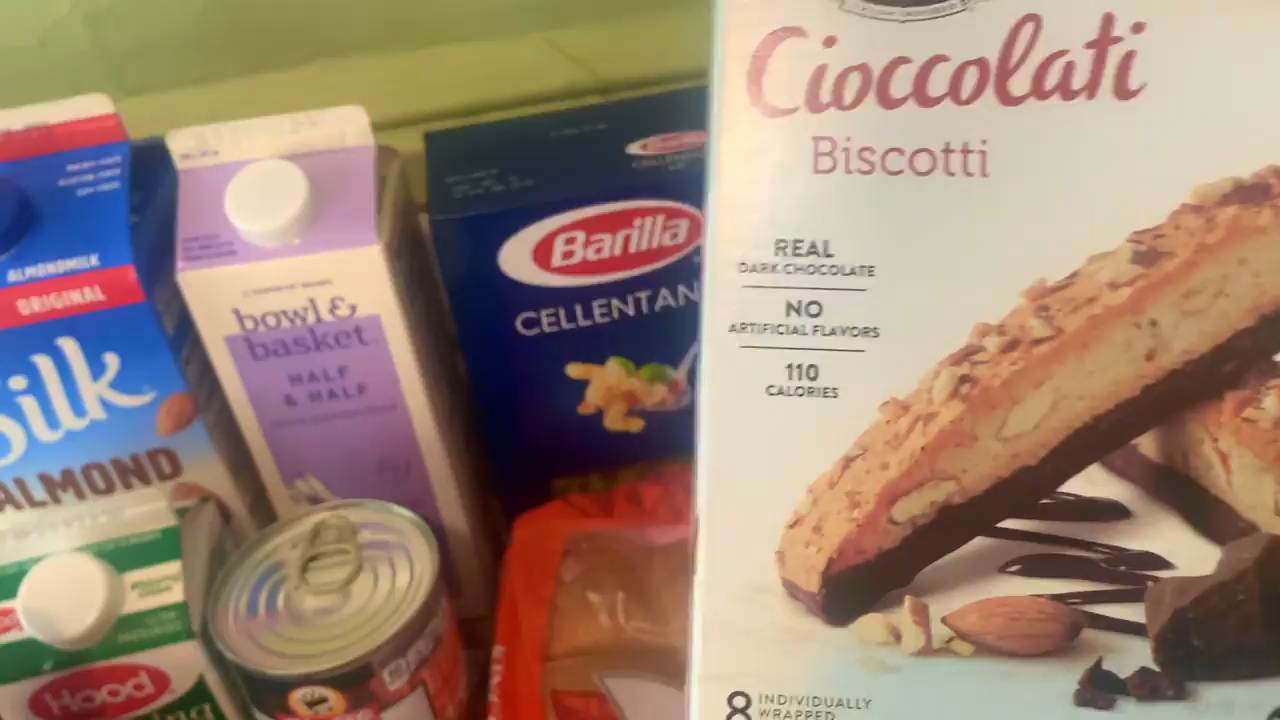 Cioccolati
Biscotti
REAL
DARK CHOCOLATE
NO
ARTIFICIAL FLAVORS
110
CALORIES
8 INDIVIDUALLY
WRAPPED
Barilla
CELLENTAN
bowl &
basket
HALF
& HALF
ALMONDMILK
ORIGINAL
Silk
ALMOND
Hood